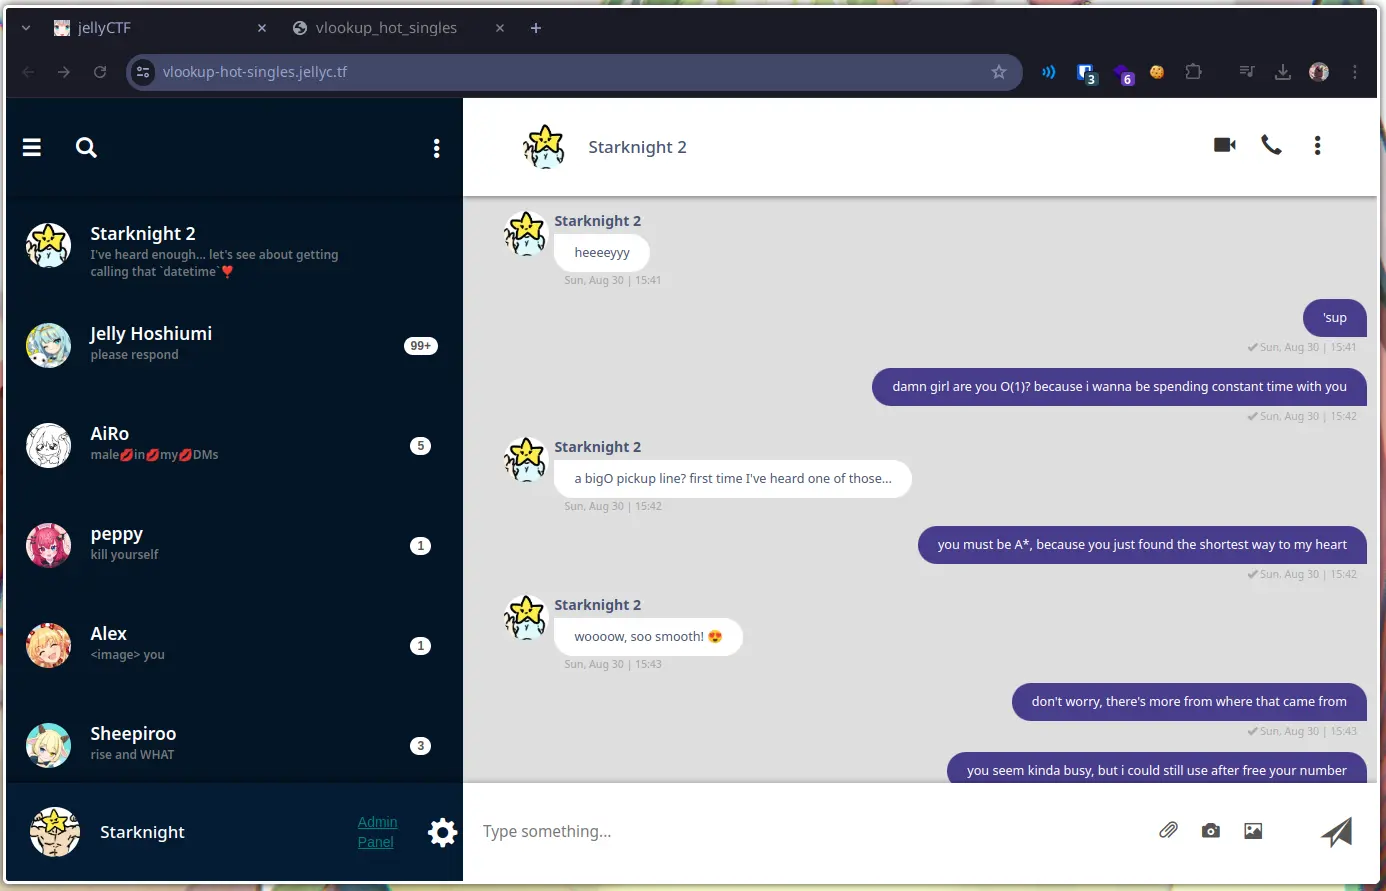 jellyCTF
vlookup_hot_singles
vlookup-hot-singles.jellyc.tf
3
6
Starknight 2
Starknight 2
I've heard enough... let's see about getting
calling that `datetime`❣️
Jelly Hoshiumi
please respond
99+
AiRo
male💋in💋my💋DMs
5
peppy
kill yourself
1
Alex
<image> you
1
Sheepiroo
rise and WHAT
3
Starknight
Admin
Panel
Starknight 2
heeeeyyy
Sun, Aug 30 | 15:41
'sup
✔Sun, Aug 30 | 15:41
damn girl are you O(1)? because i wanna be spending constant time with you
✔Sun, Aug 30 | 15:42
Starknight 2
a bigO pickup line? first time I've heard one of those...
Sun, Aug 30 | 15:42
you must be A*, because you just found the shortest way to my heart
✔Sun, Aug 30 | 15:42
Starknight 2
woooow, soo smooth! 😍
Sun, Aug 30 | 15:43
don't worry, there's more from where that came from
✔Sun, Aug 30 | 15:43
you seem kinda busy, but i could still use after free your number
Type something...